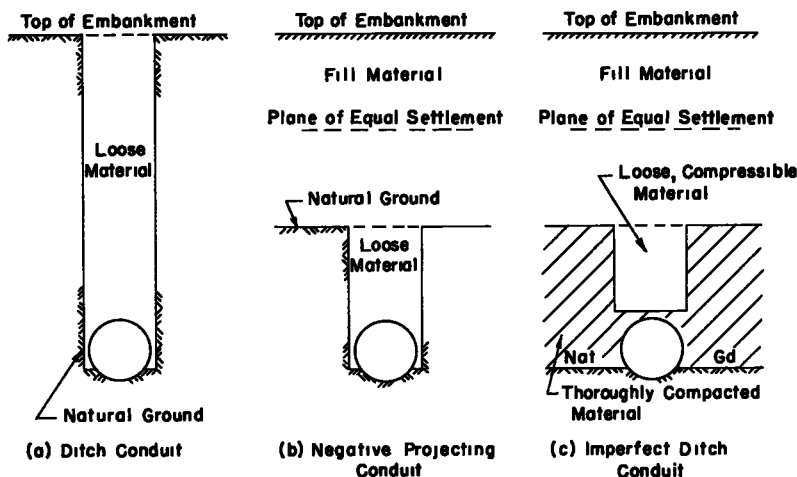 Top of Embankment
Loose
Material
Natural Ground
(a) Ditch Conduit
Top of Embankment
Fill Material
Plane of Equal Settlement
Natural Ground
Loose
Material
(b) Negative Projecting
Conduit
Top of Embankment
Fill Material
Plane of Equal Settlement
Loose, Compressible
Material
Nat Gd
Thoroughly Compacted
Material
(c) Imperfect Ditch
Conduit